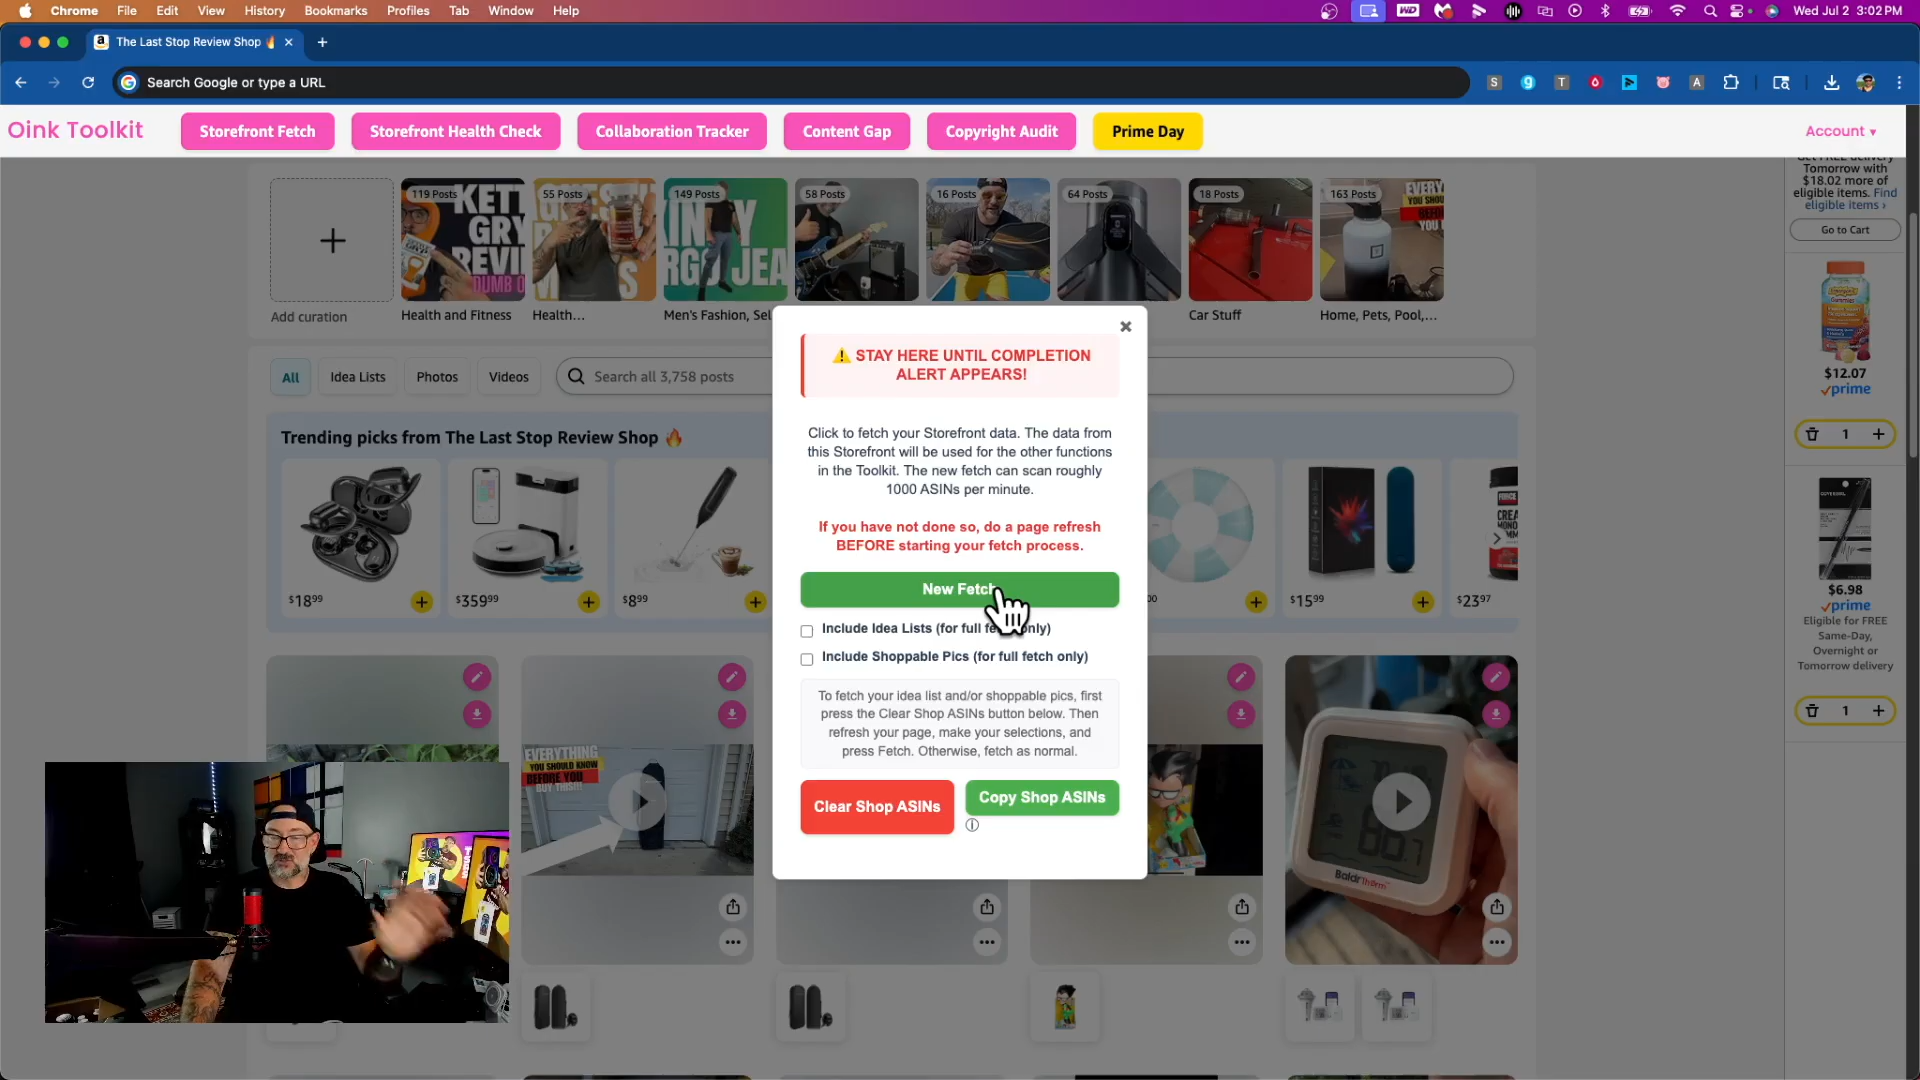 Chrome File Edit View History Bookmarks Profiles Tab Window Help
WD
Wed Jul 2 3:02 PM
The Last Stop Review Shop 🔥
Search Google or type a URL
Oink Toolkit
Storefront Fetch
Storefront Health Check
Collaboration Tracker
Content Gap
Copyright Audit
Prime Day
Account ▾
119 Posts
55 Posts
149 Posts
58 Posts
16 Posts
64 Posts
18 Posts
163 Posts
Add curation
Health and Fitness
Health...
Men's Fashion, Sel
Car Stuff
Home, Pets, Pool,...
All
Idea Lists
Photos
Videos
Search all 3,758 posts
Trending picks from The Last Stop Review Shop 🔥
$18⁹⁹
$359⁹⁹
$8⁹⁹
$15⁹⁹
$23⁹⁷
⚠️ STAY HERE UNTIL COMPLETION
ALERT APPEARS!
Click to fetch your Storefront data. The data from
this Storefront will be used for the other functions
in the Toolkit. The new fetch can scan roughly
1000 ASINs per minute.
If you have not done so, do a page refresh
BEFORE starting your fetch process.
New Fetch
Include Idea Lists (for full fe only)
Include Shoppable Pics (for full fetch only)
To fetch your idea list and/or shoppable pics, first
press the Clear Shop ASINs button below. Then
refresh your page, make your selections, and
press Fetch. Otherwise, fetch as normal.
Clear Shop ASINs
Copy Shop ASINs
EVERYTHING
YOU SHOULD KNOW
BEFORE YOU
BUY THIS!!!
Tomorrow with
$18.02 more of
eligible items. Find
eligible items ›
Go to Cart
$12.07
prime
1
$6.98
prime
Eligible for FREE
Same-Day,
Overnight or
Tomorrow delivery
1